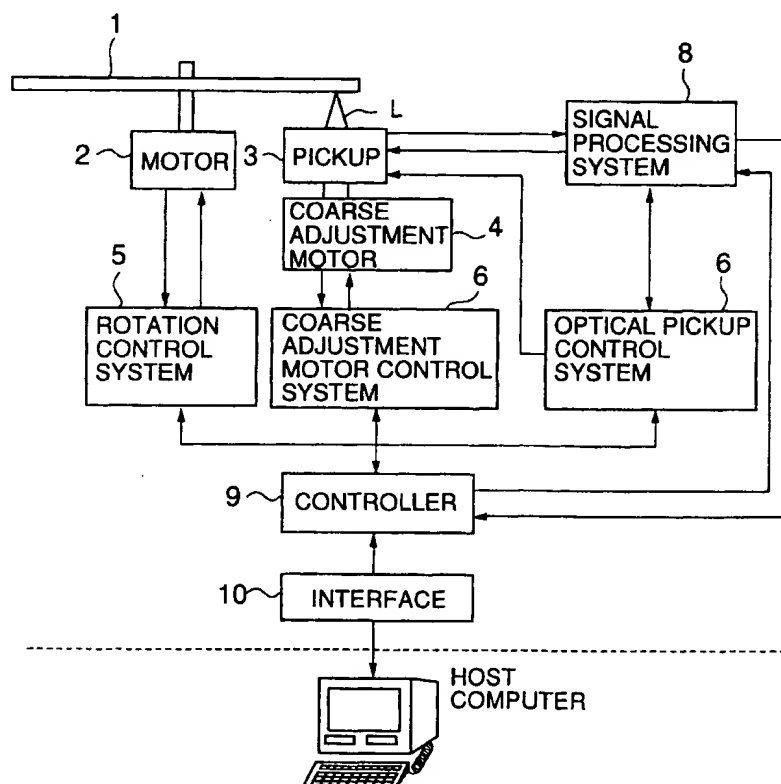 1
8
L
SIGNAL
PROCESSING
SYSTEM
2
MOTOR
3
PICKUP
COARSE
ADJUSTMENT
MOTOR
4
5
6
6
ROTATION
CONTROL
SYSTEM
COARSE
ADJUSTMENT
MOTOR CONTROL
SYSTEM
OPTICAL PICKUP
CONTROL
SYSTEM
9
CONTROLLER
10
INTERFACE
HOST
COMPUTER